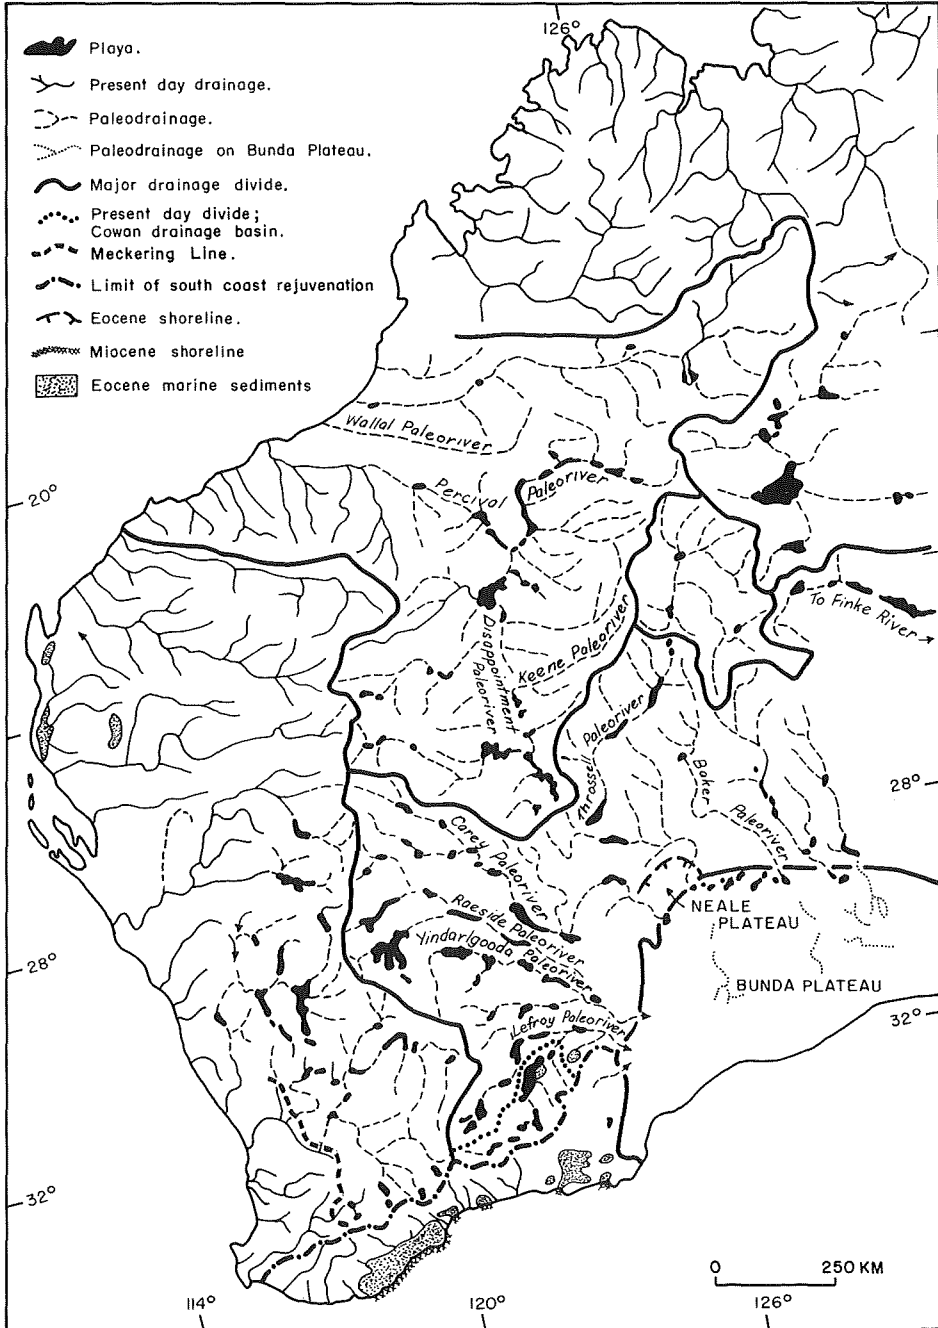 126°
Playa.
Present day drainage.
Paleodrainage.
Paleodrainage on Bunda Plateau.
Major drainage divide.
Present day divide;
Cowan drainage basin.
Meckering Line.
Limit of south coast rejuvenation
Eocene shoreline.
Miocene shoreline
Eocene marine sediments
Wallal Paleoriver
20°
Percival Paleoriver
To Finke River
Disappointment
Paleoriver
Keene Paleoriver
Throssell Paleoriver
Baker Paleoriver
28°
Carey Paleoriver
Raeside Paleoriver
Yindarlgooda Paleoriver
NEALE
PLATEAU
BUNDA PLATEAU
28°
Lefroy Paleoriver
32°
32°
0 250 KM
114°
120°
126°